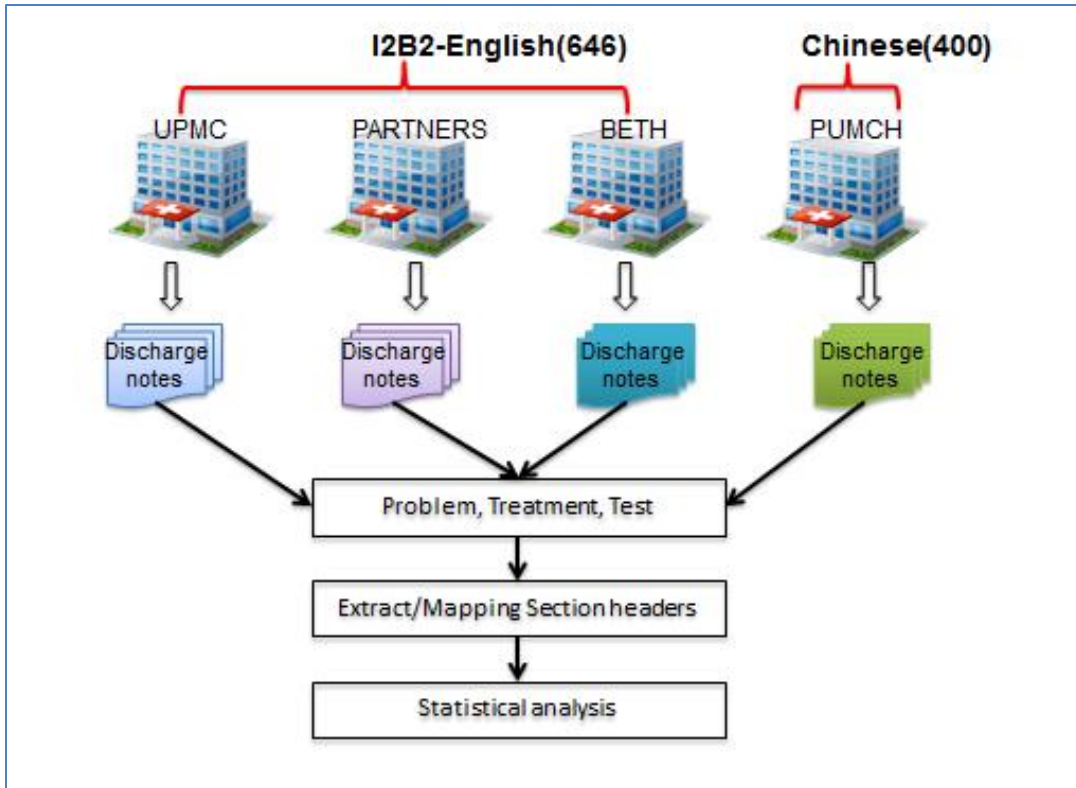 I2B2-English(646)
Chinese(400)
UPMC
PARTNERS
BETH
PUMCH
Discharge
notes
Discharge
notes
Discharge
notes
Discharge
notes
Problem, Treatment, Test
Extract/Mapping Section headers
Statistical analysis